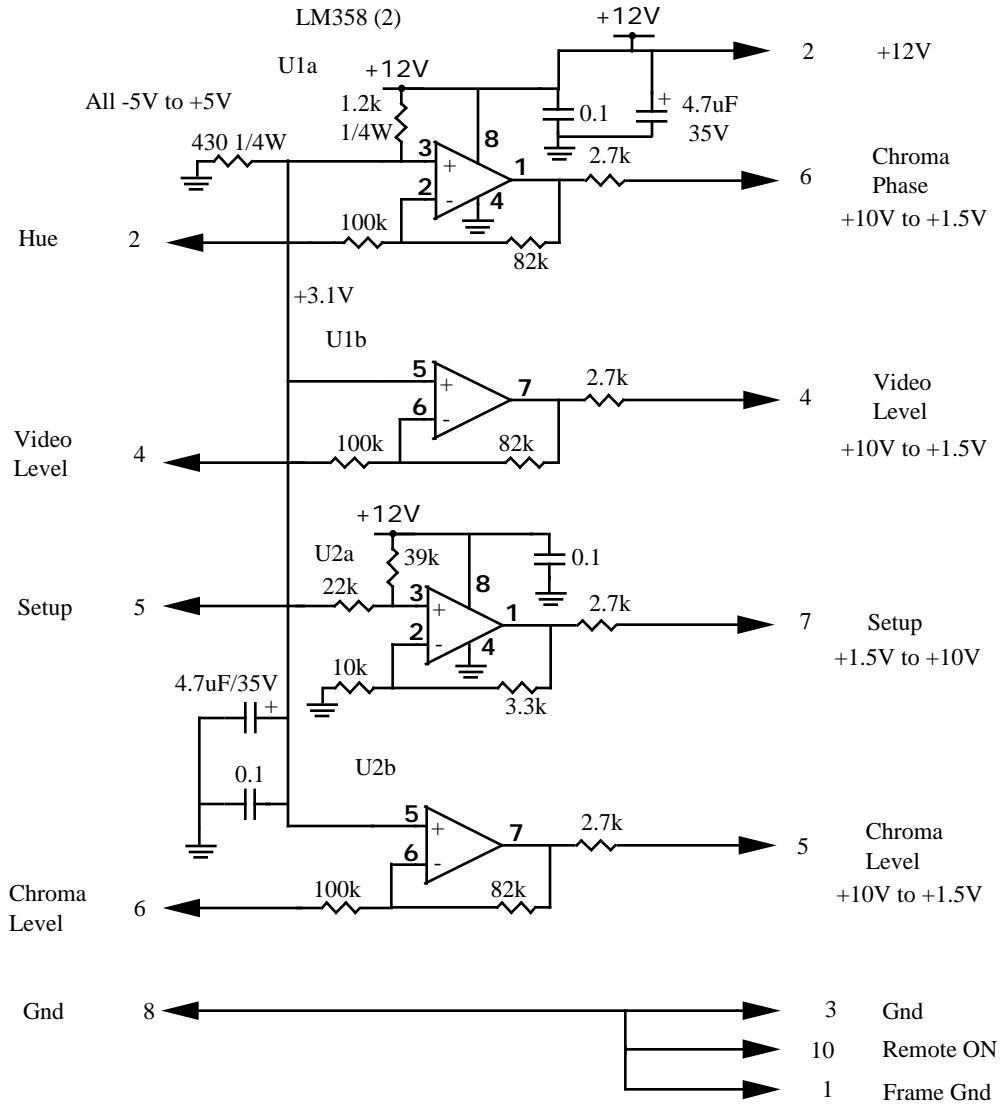 LM358 (2)
+12V
2 +12V
U1a
+12V
All -5V to +5V
1.2k
1/4W
0.1
+
4.7uF
35V
8
430 1/4W
3
+
1
2.7k
6
Chroma
Phase
2
-
4
+10V to +1.5V
Hue 2
100k
82k
+3.1V
U1b
5
+
7
2.7k
4
Video
Level
6
-
+10V to +1.5V
Video
Level
4
100k
82k
+12V
U2a
39k
0.1
8
Setup 5
22k
3
+
1
2.7k
7 Setup
2
-
4
+1.5V to +10V
10k
3.3k
4.7uF/35V
+
0.1
U2b
5
+
7
2.7k
5
Chroma
Level
6
-
+10V to +1.5V
Chroma
Level
6
100k
82k
Gnd 8
3 Gnd
10 Remote ON
1 Frame Gnd